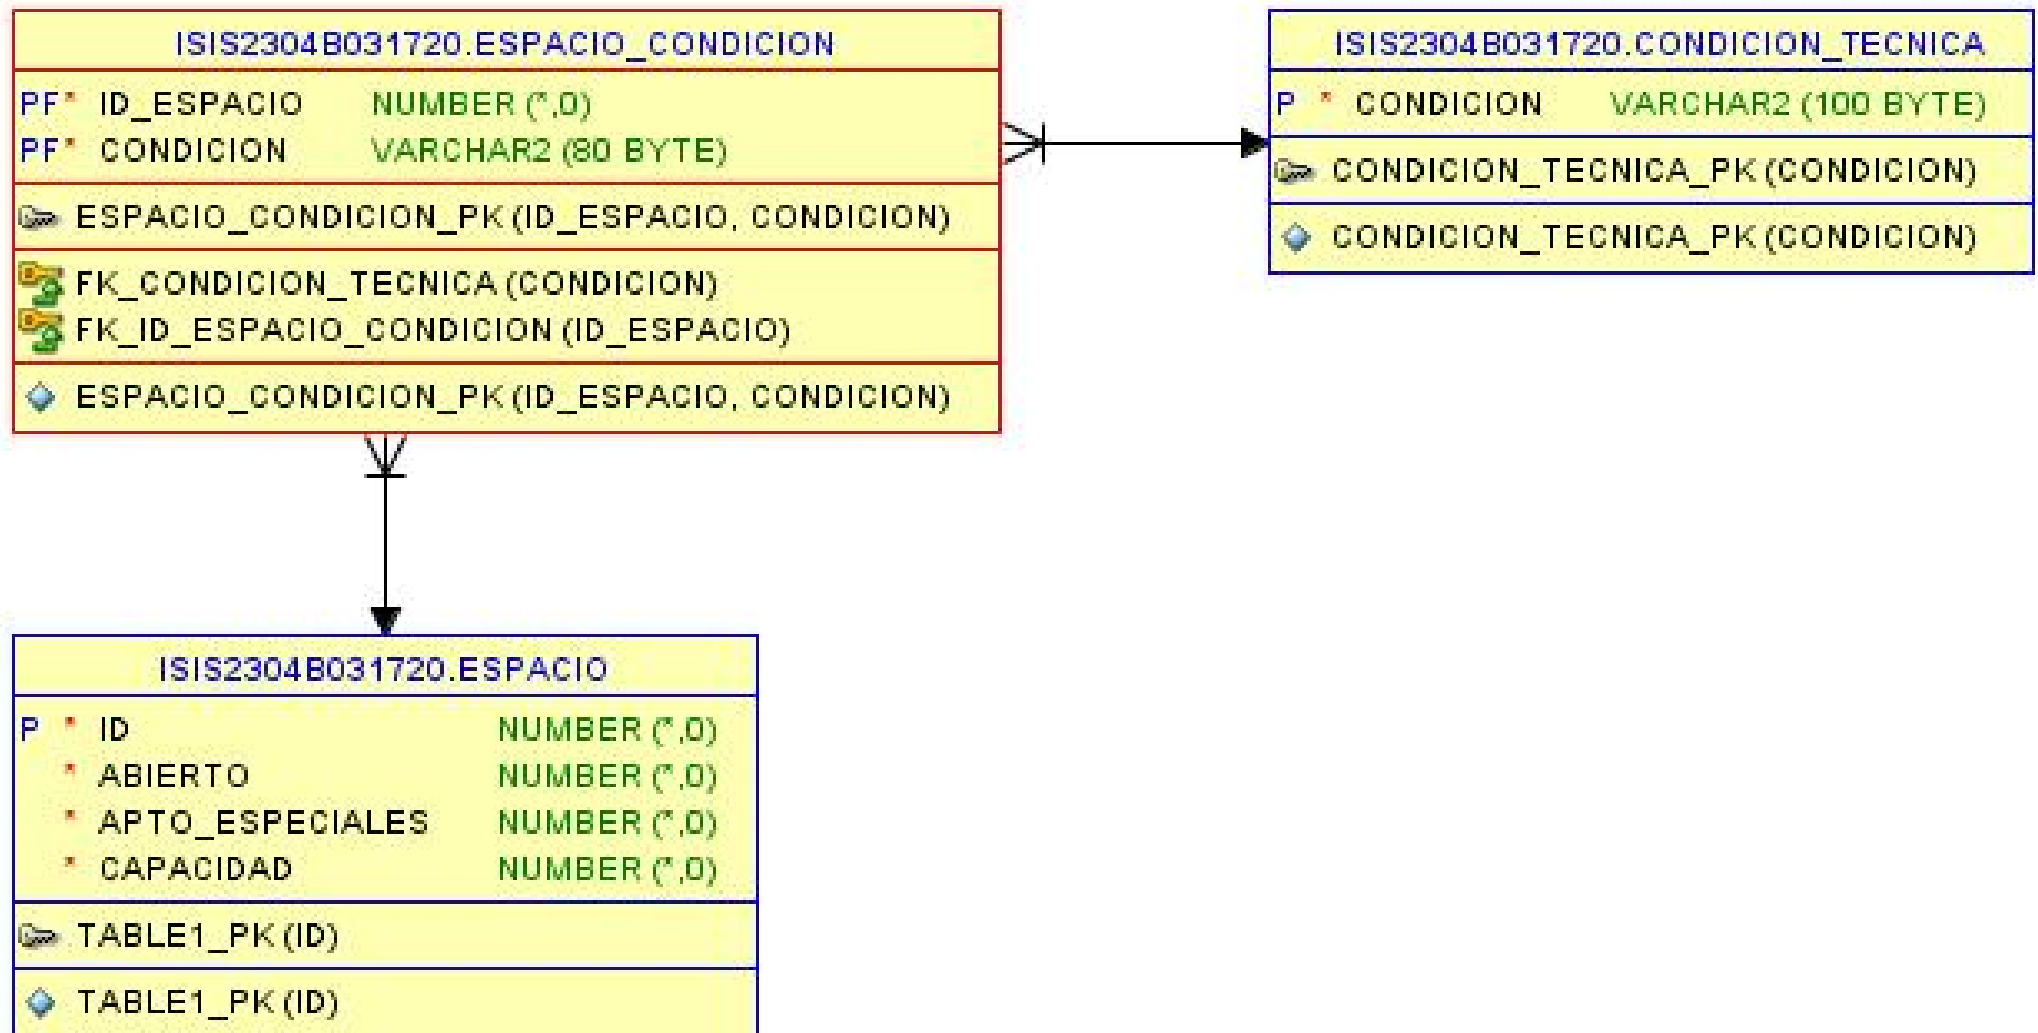 ISIS2304B031720.ESPACIO_CONDICION
PF* ID_ESPACIO NUMBER (*,0)
PF* CONDICION VARCHAR2 (80 BYTE)
ESPACIO_CONDICION_PK (ID_ESPACIO, CONDICION)
FK_CONDICION_TECNICA (CONDICION)
FK_ID_ESPACIO_CONDICION (ID_ESPACIO)
ESPACIO_CONDICION_PK (ID_ESPACIO, CONDICION)
ISIS2304B031720.CONDICION_TECNICA
P * CONDICION VARCHAR2 (100 BYTE)
CONDICION_TECNICA_PK (CONDICION)
CONDICION_TECNICA_PK (CONDICION)
ISIS2304B031720.ESPACIO
P * ID NUMBER (*,0)
* ABIERTO NUMBER (*,0)
* APTO_ESPECIALES NUMBER (*,0)
* CAPACIDAD NUMBER (*,0)
TABLE1_PK (ID)
TABLE1_PK (ID)